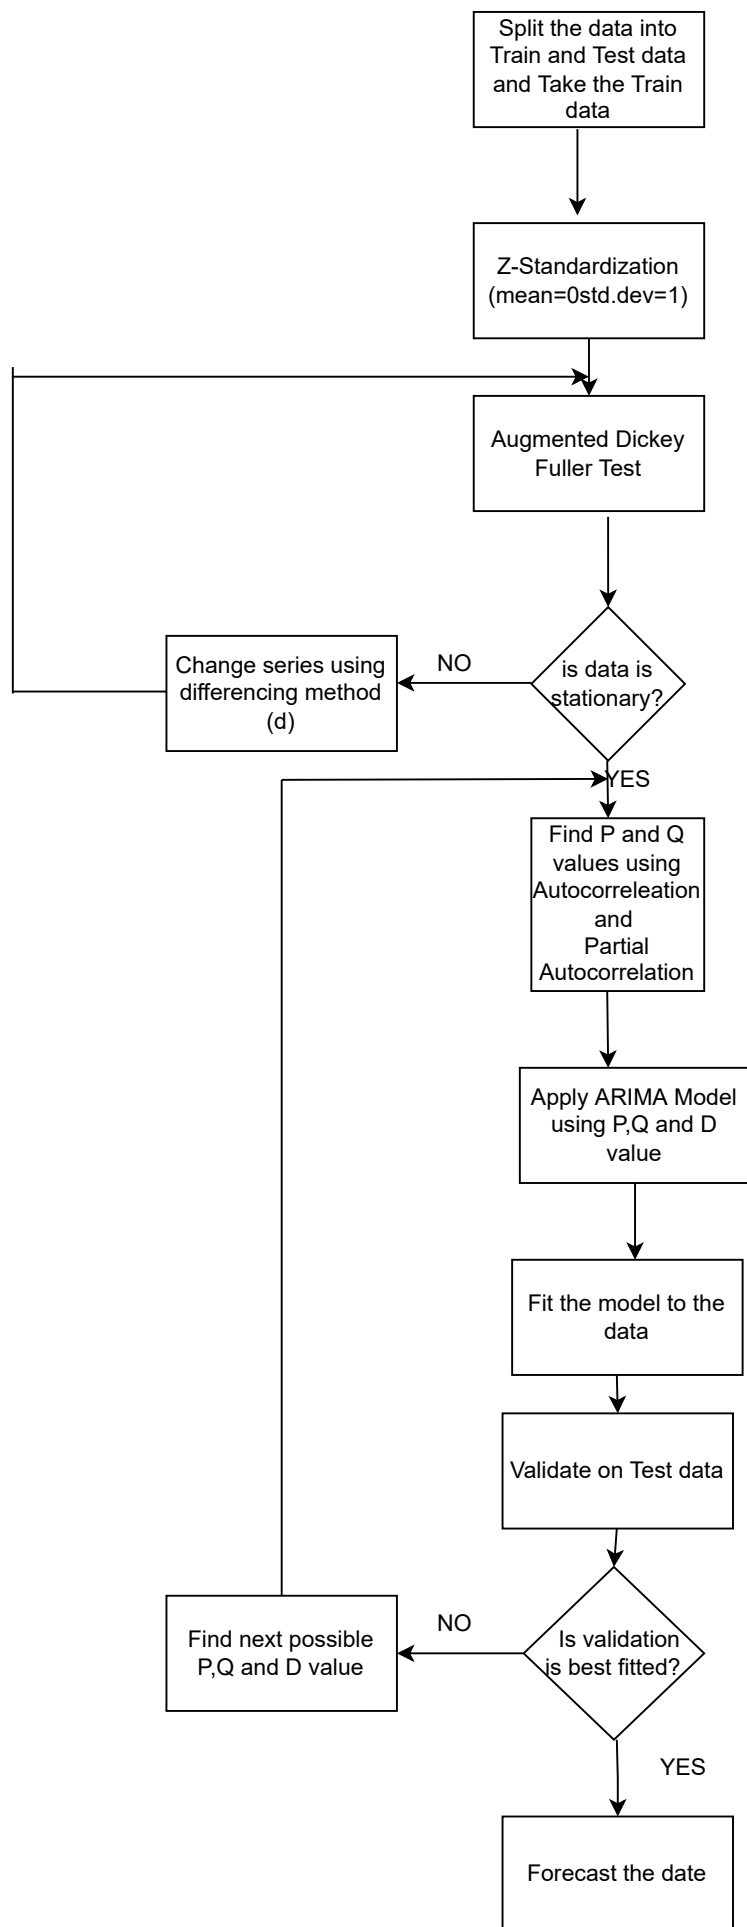 Split the data into
Train and Test data
and Take the Train
data
Z-Standardization
(mean=0std.dev=1)
Augmented Dickey
Fuller Test
is data is
stationary?
NO
Change series using
differencing method
(d)
YES
Find P and Q
values using
Autocorreleation
and
Partial
Autocorrelation
Apply ARIMA Model
using P,Q and D
value
Fit the model to the
data
Validate on Test data
Is validation
is best fitted?
NO
Find next possible
P,Q and D value
YES
Forecast the date